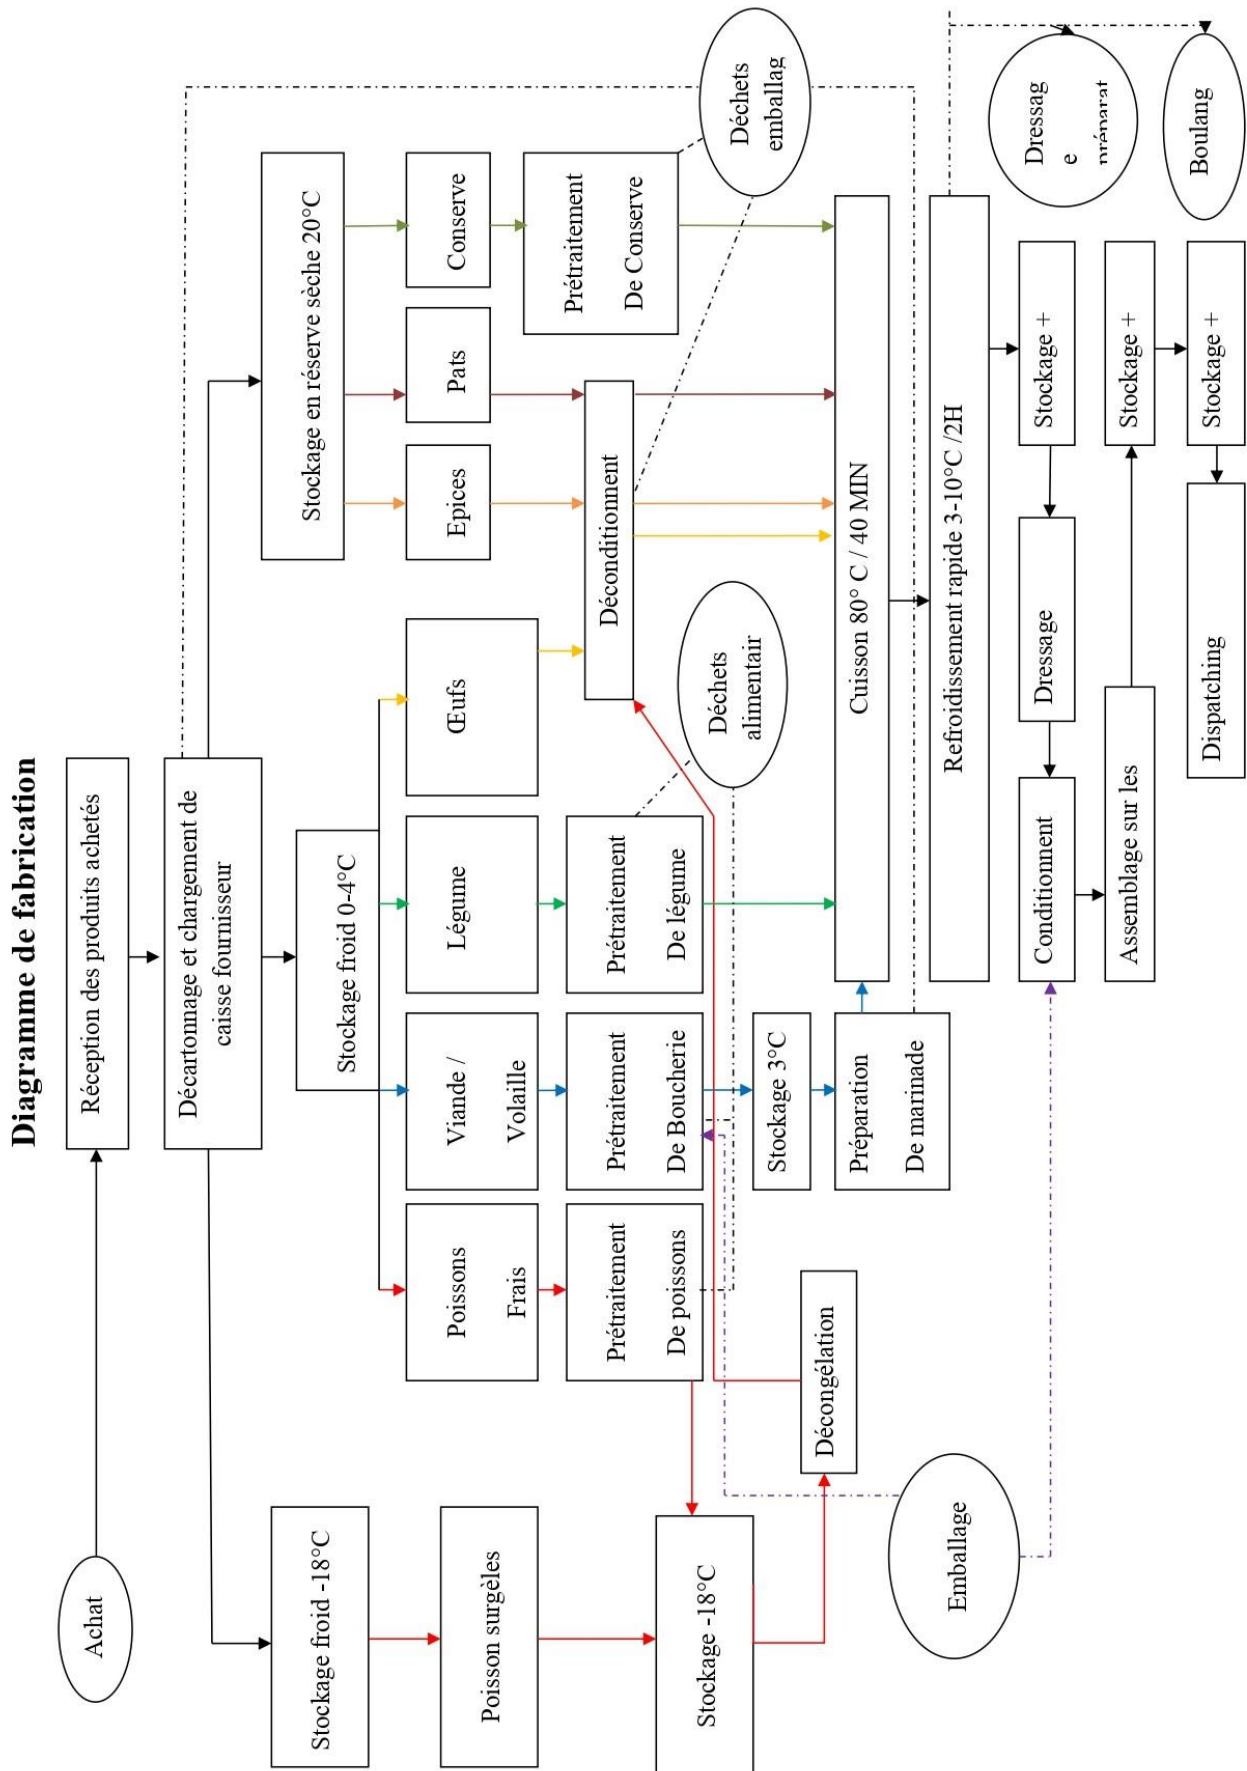 Diagramme de fabrication
Achat
Réception des produits achetés
Décartonnage et chargement de
caisse fournisseur
Stockage froid -18°C
Stockage froid 0-4°C
Stockage en réserve sèche 20°C
Poisson surgèles
Poissons
Frais
Viande /
Volaille
Légume
Œufs
Epices
Pats
Conserve
Prétraitement
De poissons
Prétraitement
De Boucherie
Prétraitement
De légume
Déconditionnent
Prétraitement
De Conserve
Déchets
emballag
Déchets
alimentair
Stockage -18°C
Stockage 3°C
Décongélation
Préparation
De marinade
Cuisson 80° C / 40 MIN
Emballage
Refroidissement rapide 3-10°C /2H
Dressag
e
Boulang
Conditionnent
Dressage
Stockage +
Assemblage sur les
Stockage +
Dispatching
Stockage +